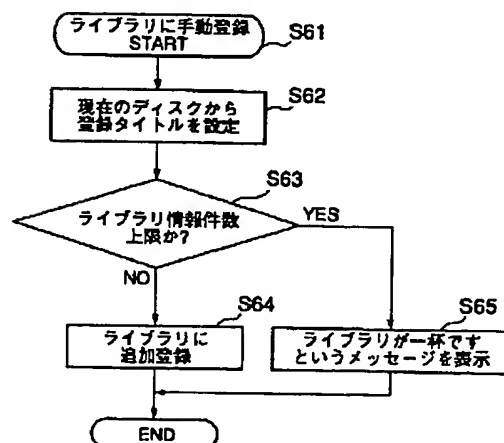 ライブラリに手動登録
START
S61
現在のディスクから
登録タイトルを設定
S62
S63
ライブラリ情報件数
上限か?
YES
NO
S64
ライブラリに
追加登録
S65
ライブラリが一杯です
というメッセージを表示
END